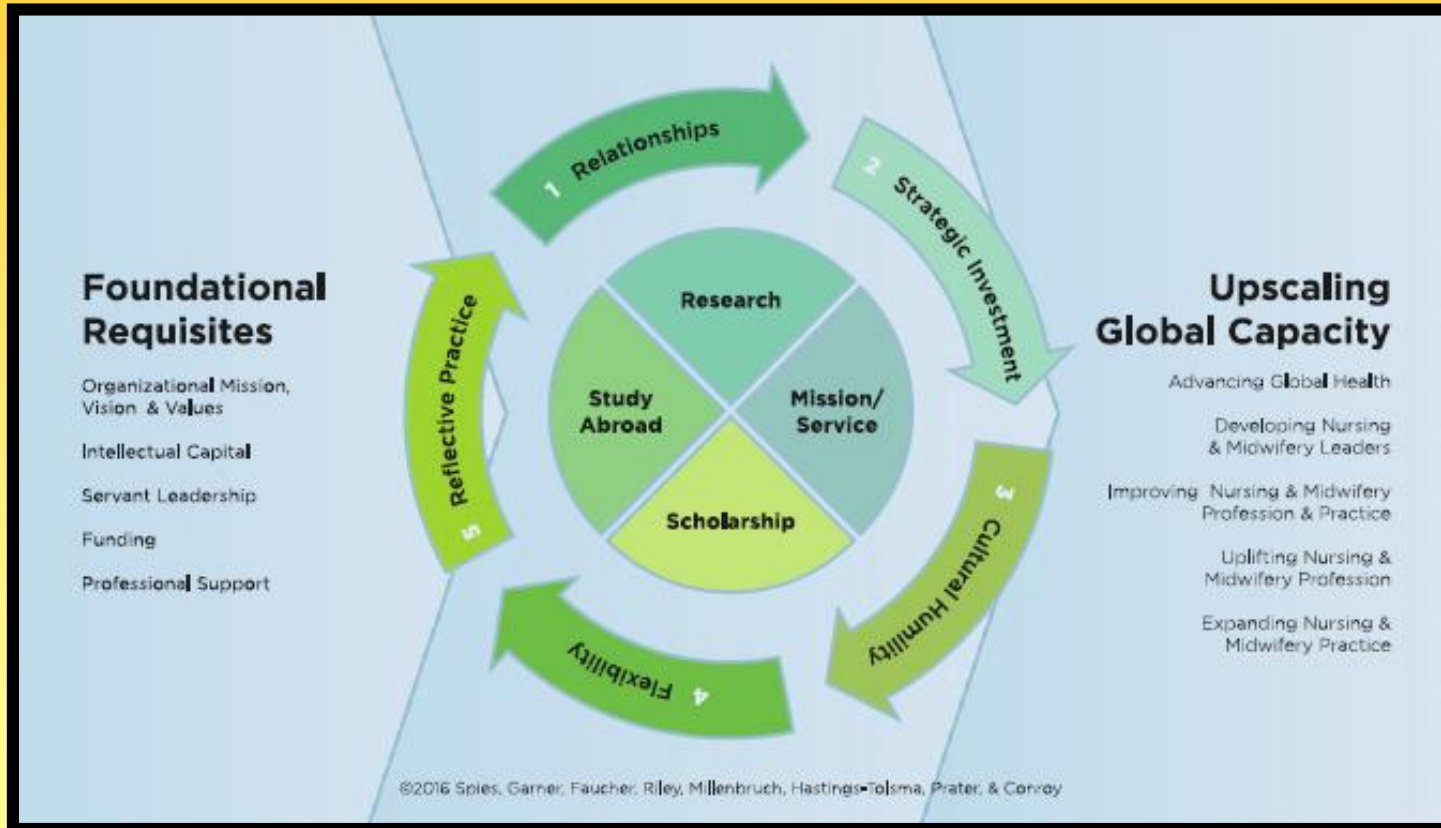 Foundational
Requisites
Organizational Mission,
Vision & Values
Intellectual Capital
Servant Leadership
Funding
Professional Support
1 Relationships
2 Strategic Investment
3 Cultural Humility
4 Flexibility
5 Reflective Practice
Research
Study
Abroad
Mission/
Service
Scholarship
Upscaling
Global Capacity
Advancing Global Health
Developing Nursing
& Midwifery Leaders
Improving Nursing & Midwifery
Profession & Practice
Uplifting Nursing &
Midwifery Profession
Expanding Nursing &
Midwifery Practice
©2016 Spies, Garner, Faucher, Riley, Millenbruch, Hastings-Tolsma, Prater, & Conroy